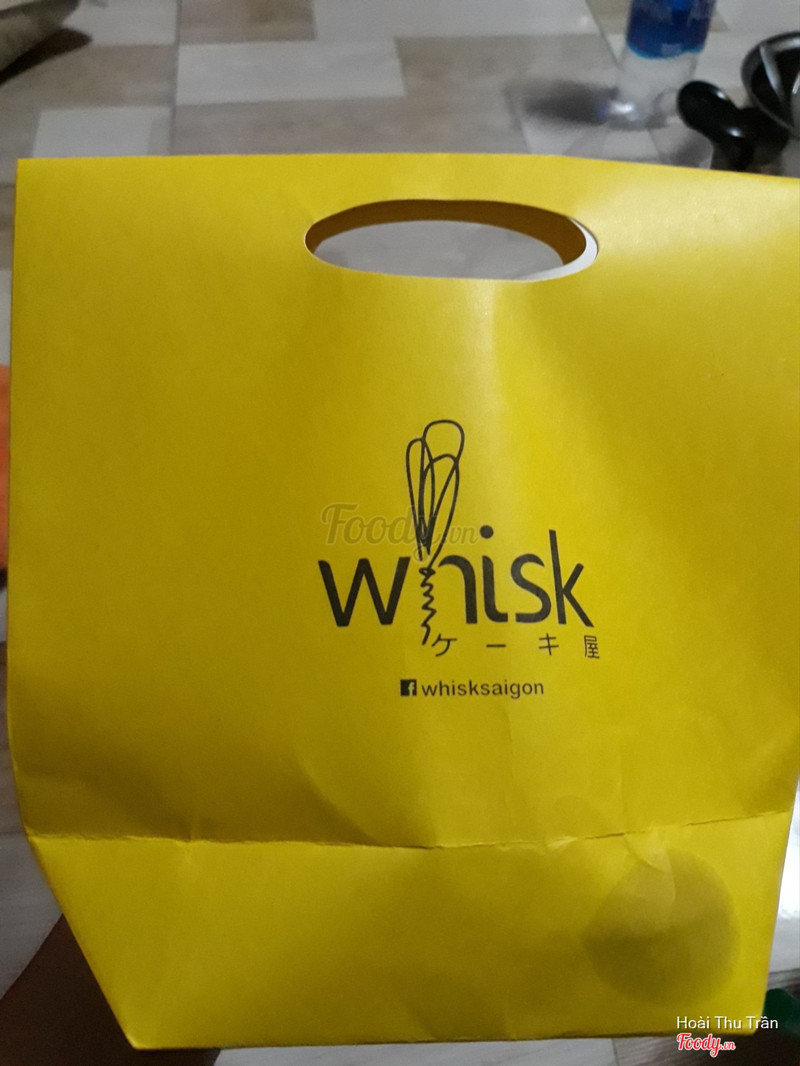 Foody.vn
whisk
ケーキ屋
f whisksaigon
Hoài Thu Trần
Foody.vn